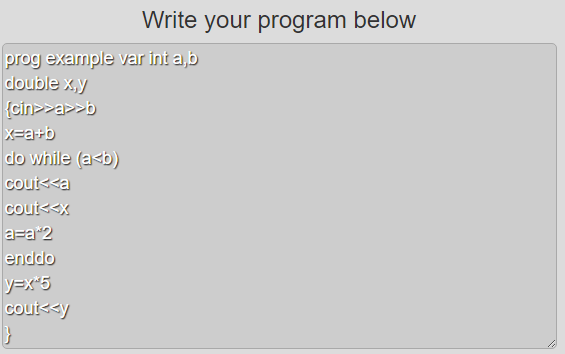 Write your program below
prog example var int a,b
double x,y
{cin>>a>>b
x=a+b
do while (a<b)
cout<<a
cout<<x
a=a*2
enddo
y=x*5
cout<<y
}